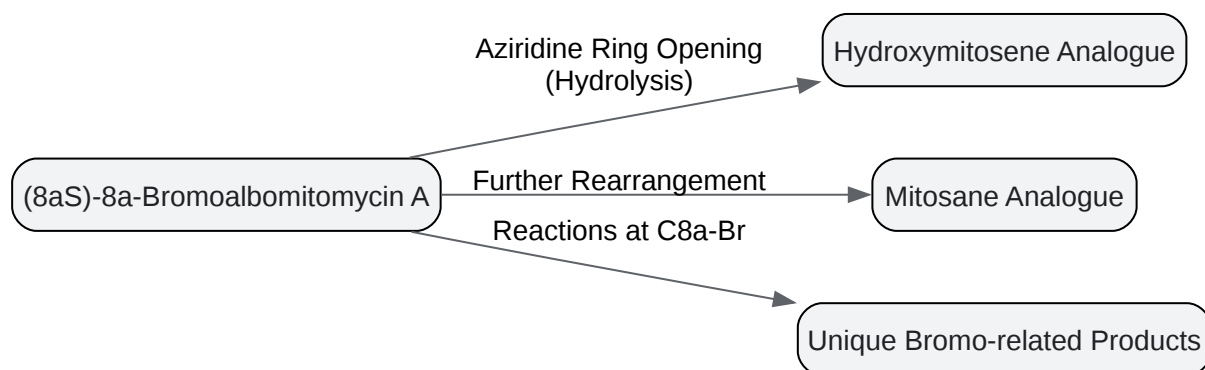 Aziridine Ring Opening
(Hydrolysis)
Hydroxymitosene Analogue
(8aS)-8a-Bromoalbomitomycin A
Further Rearrangement
Mitosane Analogue
Reactions at C8a-Br
Unique Bromo-related Products